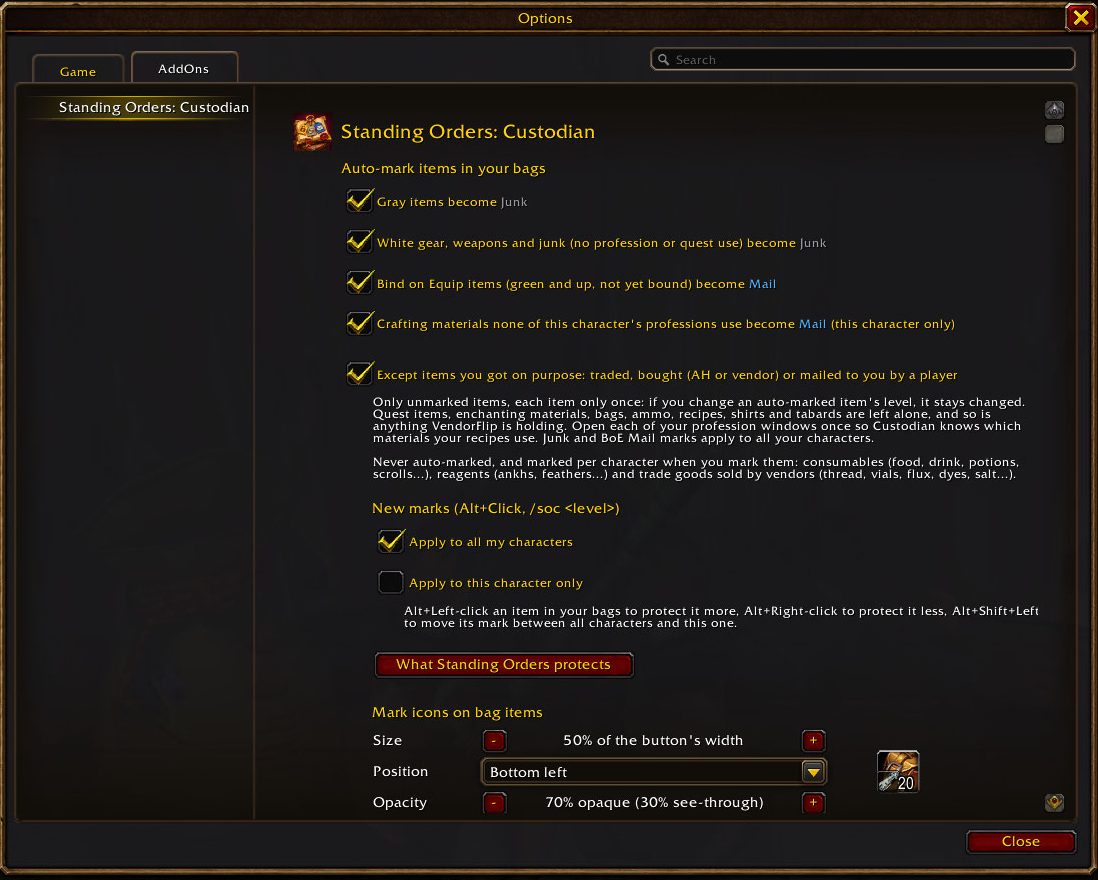 Options
Game
AddOns
Search
Standing Orders: Custodian
Standing Orders: Custodian
Auto-mark items in your bags
Gray items become Junk
White gear, weapons and junk (no profession or quest use) become Junk
Bind on Equip items (green and up, not yet bound) become Mail
Crafting materials none of this character's professions use become Mail (this character only)
Except items you got on purpose: traded, bought (AH or vendor) or mailed to you by a player
Only unmarked items, each item only once: if you change an auto-marked item's level, it stays changed.
Quest items, enchanting materials, bags, ammo, recipes, shirts and tabards are left alone, and so is
anything VendorFlip is holding. Open each of your profession windows once so Custodian knows which
materials your recipes use. Junk and BoE Mail marks apply to all your characters.
Never auto-marked, and marked per character when you mark them: consumables (food, drink, potions,
scrolls...), reagents (ankhs, feathers...) and trade goods sold by vendors (thread, vials, flux, dyes, salt...).
New marks (Alt+Click, /soc <level>)
Apply to all my characters
Apply to this character only
Alt+Left-click an item in your bags to protect it more, Alt+Right-click to protect it less, Alt+Shift+Left
to move its mark between all characters and this one.
What Standing Orders protects
Mark icons on bag items
Size
- 50% of the button's width +
Position
Bottom left
20
Opacity
- 70% opaque (30% see-through) +
Close